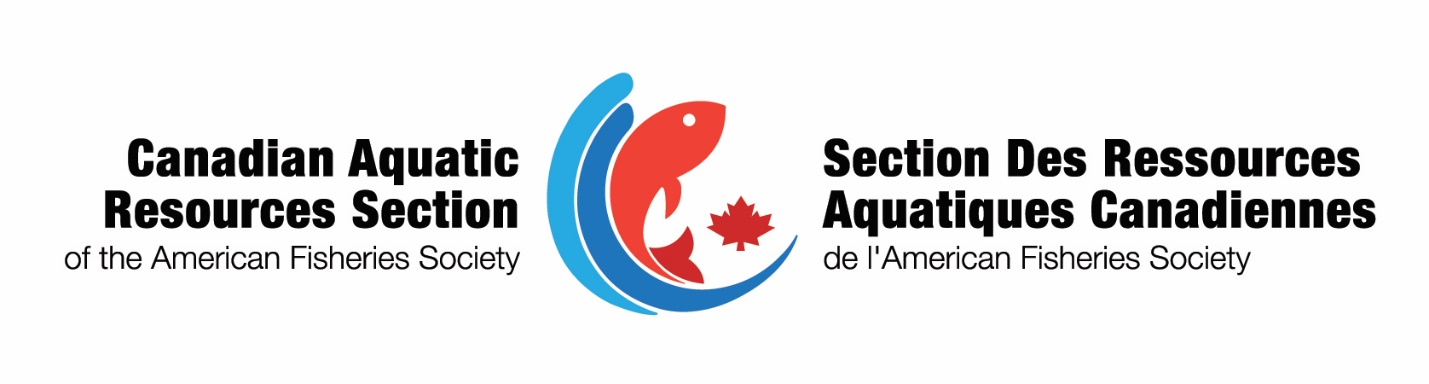 Canadian Aquatic
Resources Section
of the American Fisheries Society
Section Des Ressources
Aquatiques Canadiennes
de l'American Fisheries Society